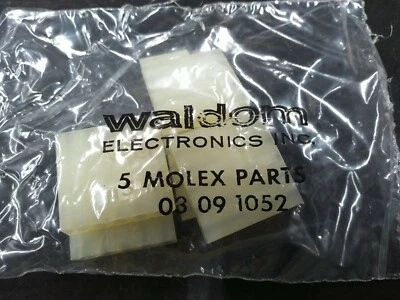 waldom
ELECTRONICS INC.
5 MOLEX PARTS
03 09 1052